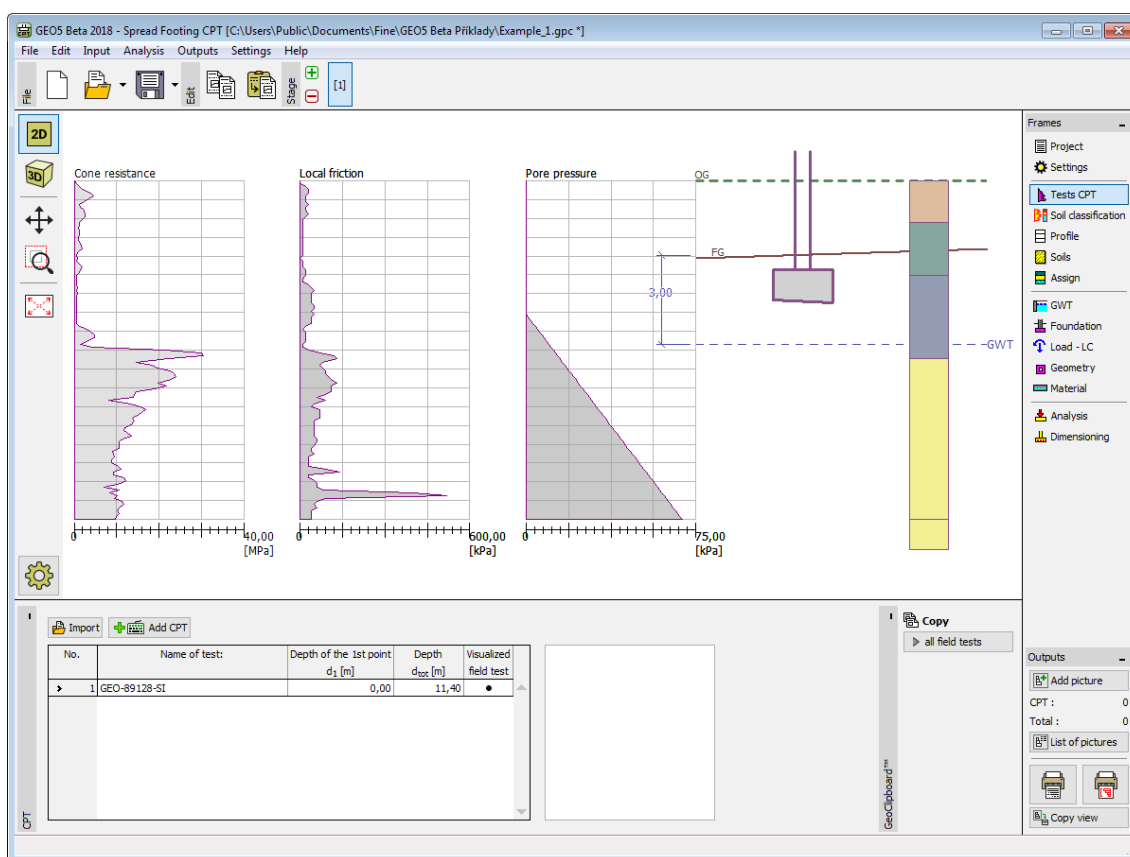 GEO5 Beta 2018 - Spread Footing CPT [C:\Users\Public\Documents\Fine\GEO5 Beta Příklady\Example_1.gpc *]
File Edit Input Analysis Outputs Settings Help
File
Edit
Stage
[1]
2D
3D
Cone resistance
Local friction
Pore pressure
OG
FG
3,00
GWT
0
40,00
[MPa]
0
600,00
[kPa]
0
75,00
[kPa]
Frames
Project
Settings
Tests CPT
Soil classification
Profile
Soils
Assign
GWT
Foundation
Load - LC
Geometry
Material
Analysis
Dimensioning
CPT
Import
Add CPT
No. Name of test: Depth of the 1st point Depth Visualized
d1 [m] dtot [m] field test
1 GEO-89128-SI 0,00 11,40
GeoClipboard™
Copy
all field tests
Outputs
Add picture
CPT : 0
Total : 0
List of pictures
Copy view